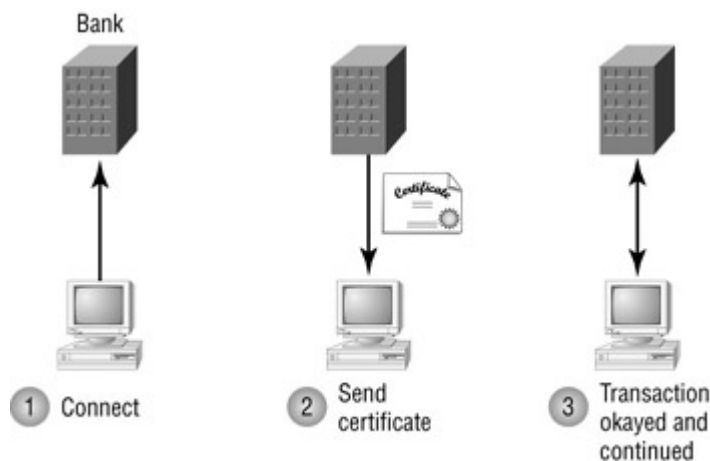 Bank
Certificate
1 Connect
2 Send
certificate
3 Transaction
okayed and
continued